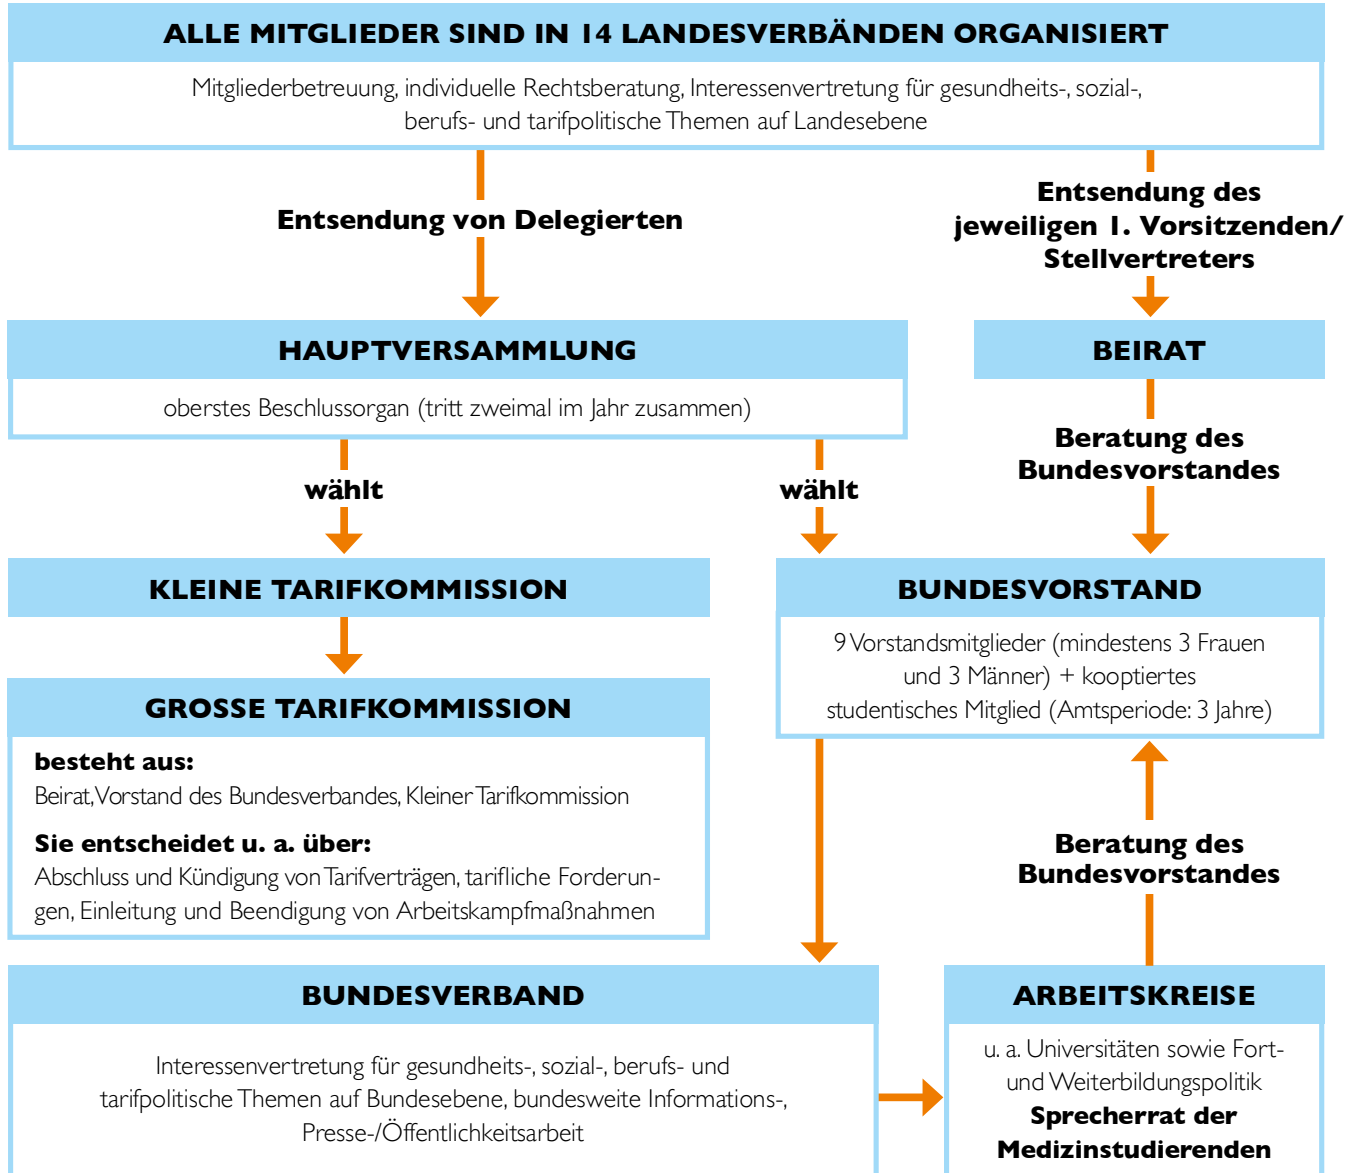 ALLE MITGLIEDER SIND IN 14 LANDESVERBÄNDEN ORGANISIERT
Mitgliederbetreuung, individuelle Rechtsberatung, Interessenvertretung für gesundheits-, sozial-,
berufs- und tarifpolitische Themen auf Landesebene
Entsendung von Delegierten
Entsendung des
jeweiligen 1. Vorsitzenden/
Stellvertreters
HAUPTVERSAMMLUNG
oberstes Beschlussorgan (tritt zweimal im Jahr zusammen)
BEIRAT
Beratung des
Bundesvorstandes
wählt
wählt
KLEINE TARIFKOMMISSION
BUNDESVORSTAND
9 Vorstandsmitglieder (mindestens 3 Frauen
und 3 Männer) + kooptiertes
studentisches Mitglied (Amtsperiode: 3 Jahre)
GROSSE TARIFKOMMISSION
besteht aus:
Beirat, Vorstand des Bundesverbandes, Kleiner Tarifkommission
Sie entscheidet u. a. über:
Abschluss und Kündigung von Tarifverträgen, tarifliche Forderun-
gen, Einleitung und Beendigung von Arbeitskampfmaßnahmen
Beratung des
Bundesvorstandes
BUNDESVERBAND
Interessenvertretung für gesundheits-, sozial-, berufs- und
tarifpolitische Themen auf Bundesebene, bundesweite Informations-,
Presse-/Öffentlichkeitsarbeit
ARBEITSKREISE
u. a. Universitäten sowie Fort-
und Weiterbildungspolitik
Sprecherrat der
Medizinstudierenden